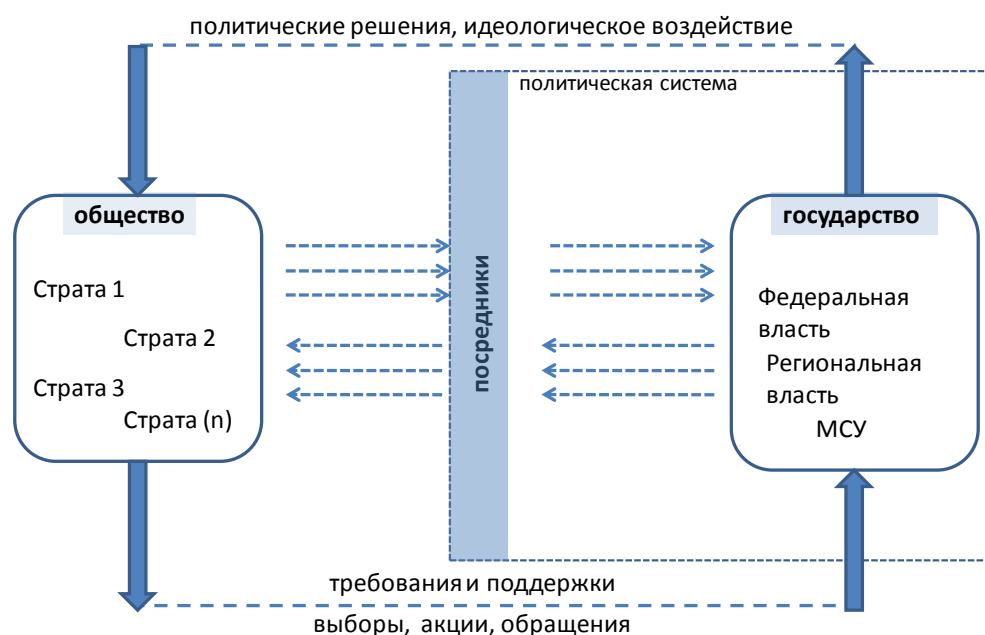 политические решения, идеологическое воздействие
политическая система
общество
Страта 1
Страта 2
Страта 3
Страта (n)
посредники
государство
Федеральная
власть
Региональная
власть
МСУ
требования и поддержки
выборы, акции, обращения